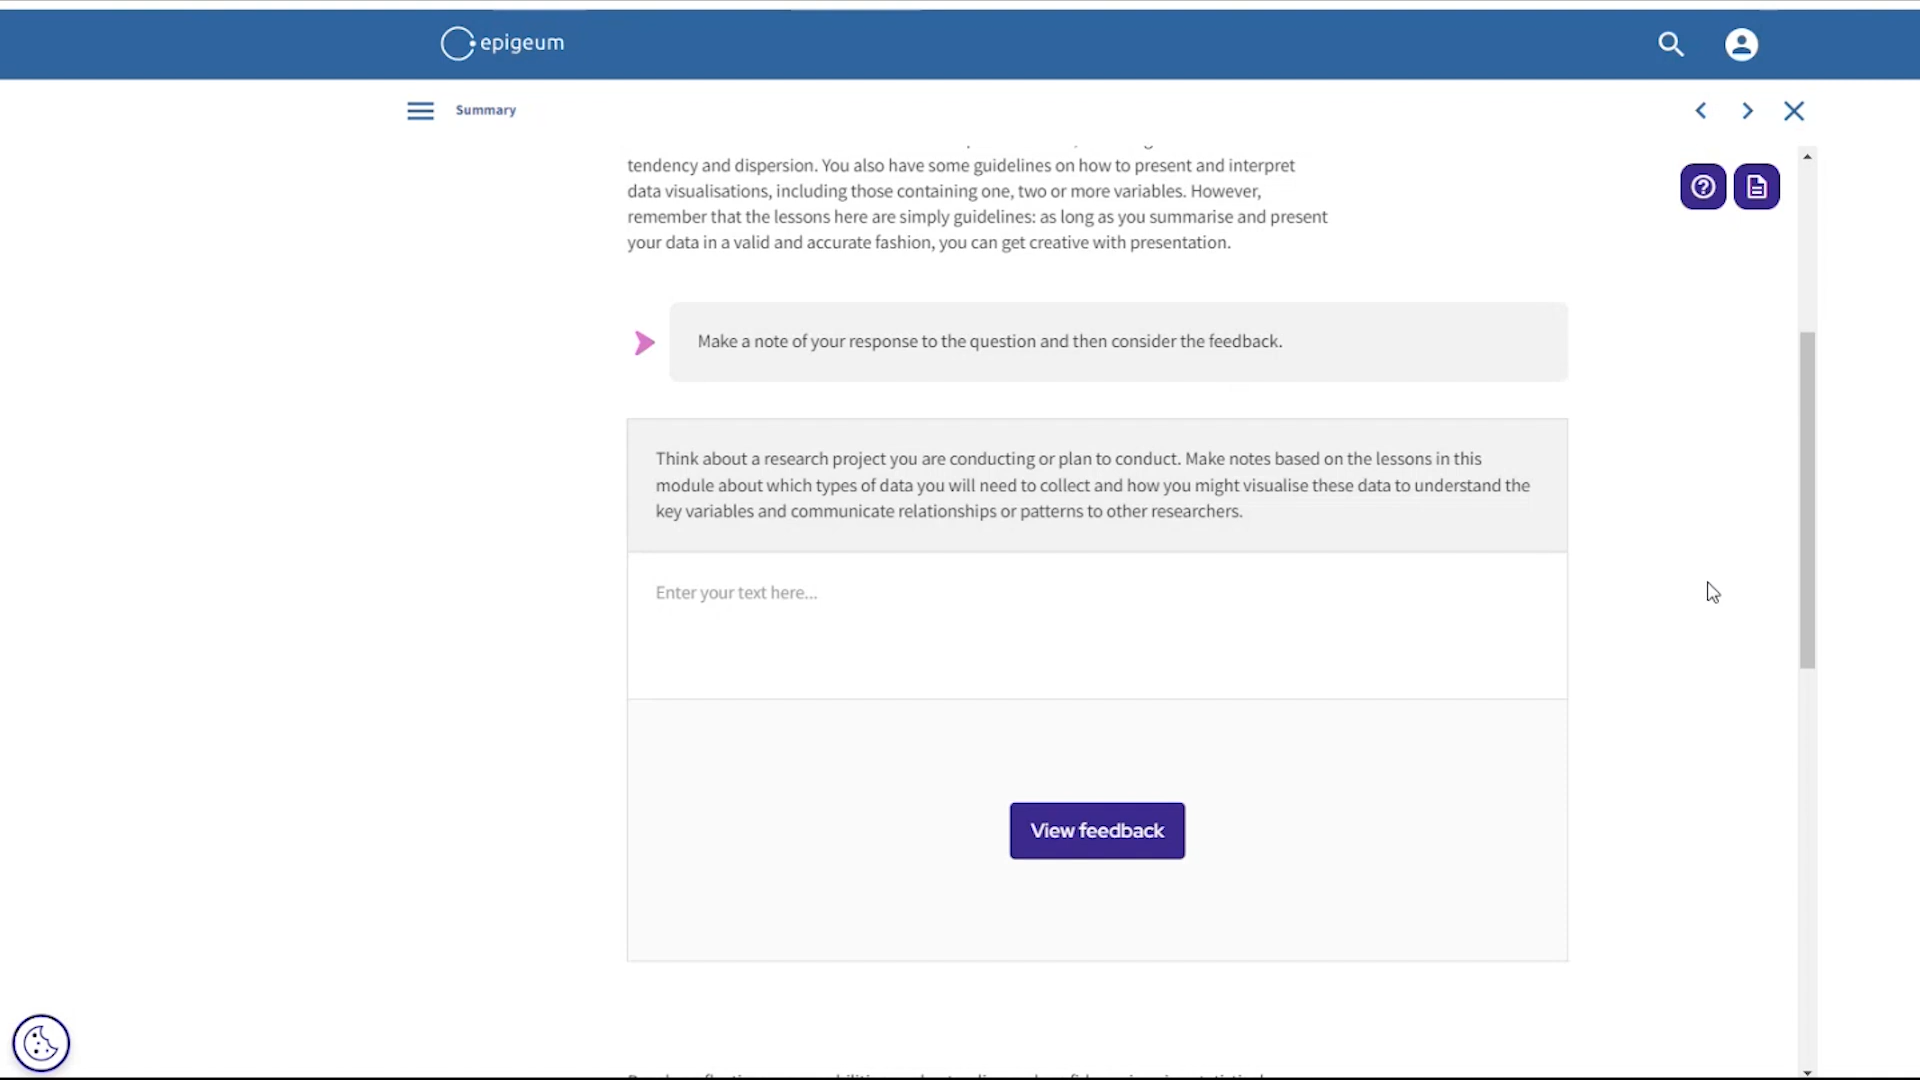 epigeum
Summary
tendency and dispersion. You also have some guidelines on how to present and interpret
data visualisations, including those containing one, two or more variables. However,
remember that the lessons here are simply guidelines: as long as you summarise and present
your data in a valid and accurate fashion, you can get creative with presentation.
Make a note of your response to the question and then consider the feedback.
Think about a research project you are conducting or plan to conduct. Make notes based on the lessons in this
module about which types of data you will need to collect and how you might visualise these data to understand the
key variables and communicate relationships or patterns to other researchers.
Enter your text here...
View feedback